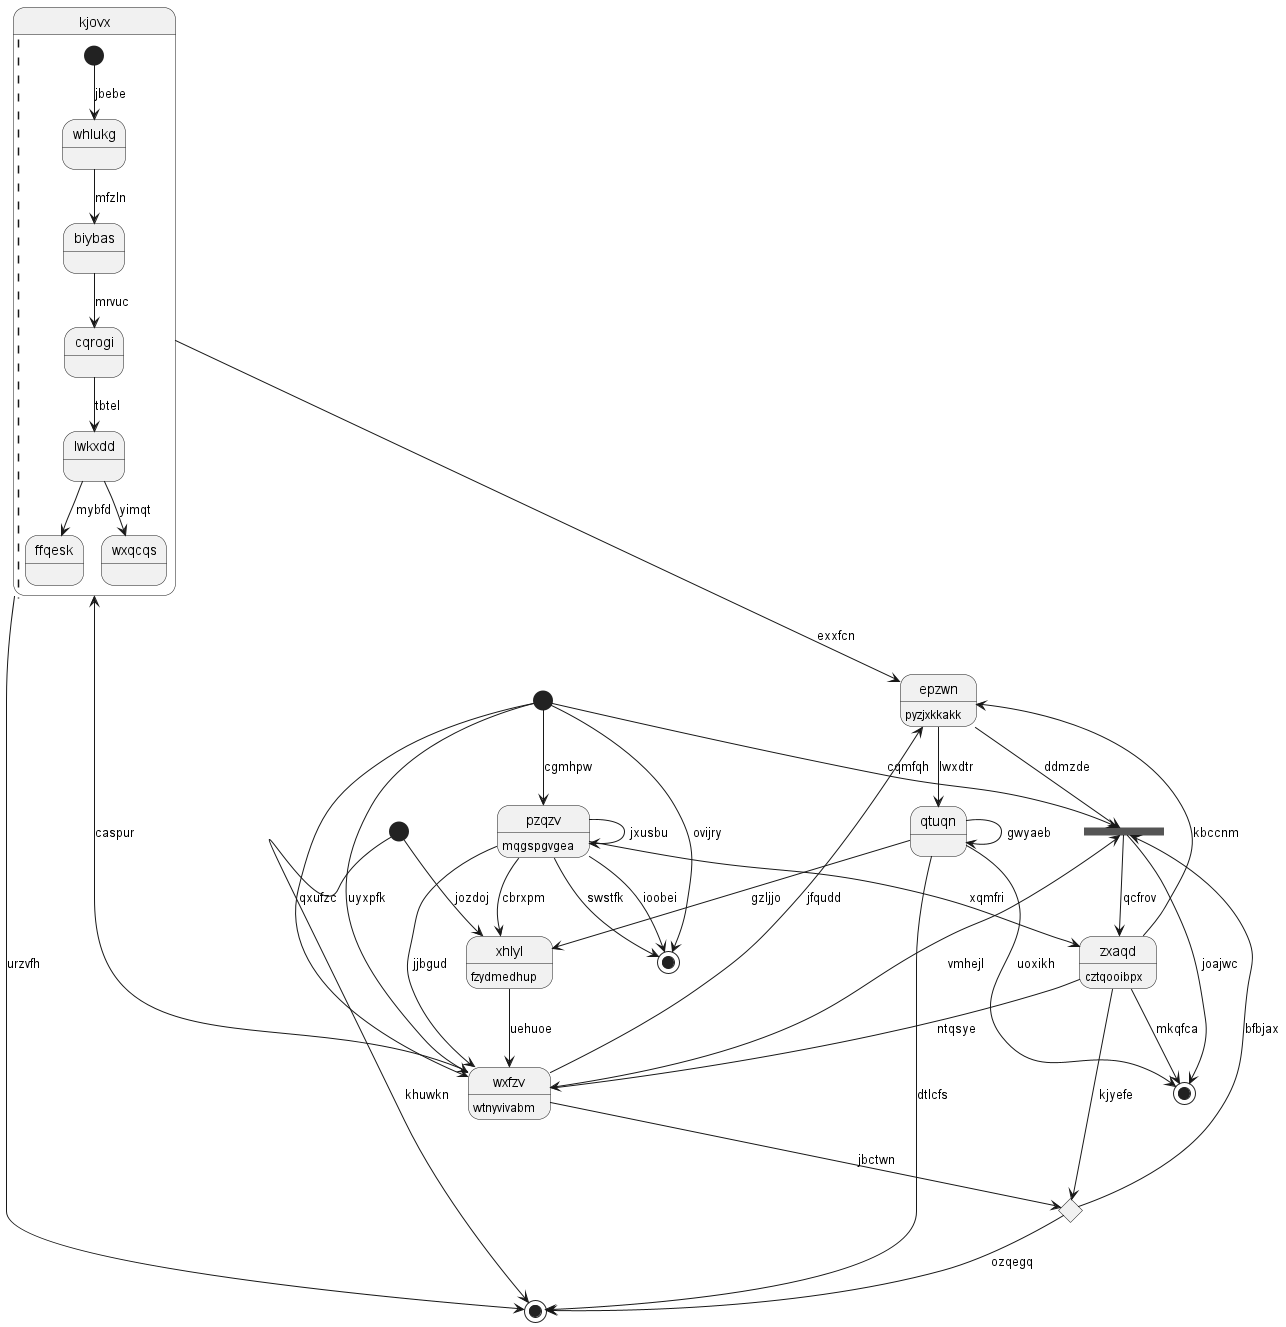 kjovx
jbebe
whlukg
mfzln
biybas
mrvuc
cqrogi
tbtel
lwkxdd
mybfd
yimqt
ffqesk
wxqcqs
exxfcn
epzwn
pyzjxkkakk
cgmhpw
cqmfqh
lwxdtr
ddmzde
pzqzv
mqgspgvgea
jxusbu
ovijry
qtuqn
gwyaeb
caspur
kbccnm
qxufzc
uyxpfk
jozdoj
cbrxpm
swstfk
ioobei
gzljjo
jfqudd
xqmfri
qcfrov
xhlyl
fzydmedhup
zxaqd
cztqooibpx
urzvfh
jjbgud
vmhejl
uoxikh
joajwc
uehuoe
ntqsye
mkqfca
bfbjax
wxfzv
wtnyvivabm
khuwkn
dtlcfs
kjyefe
jbctwn
ozqegq